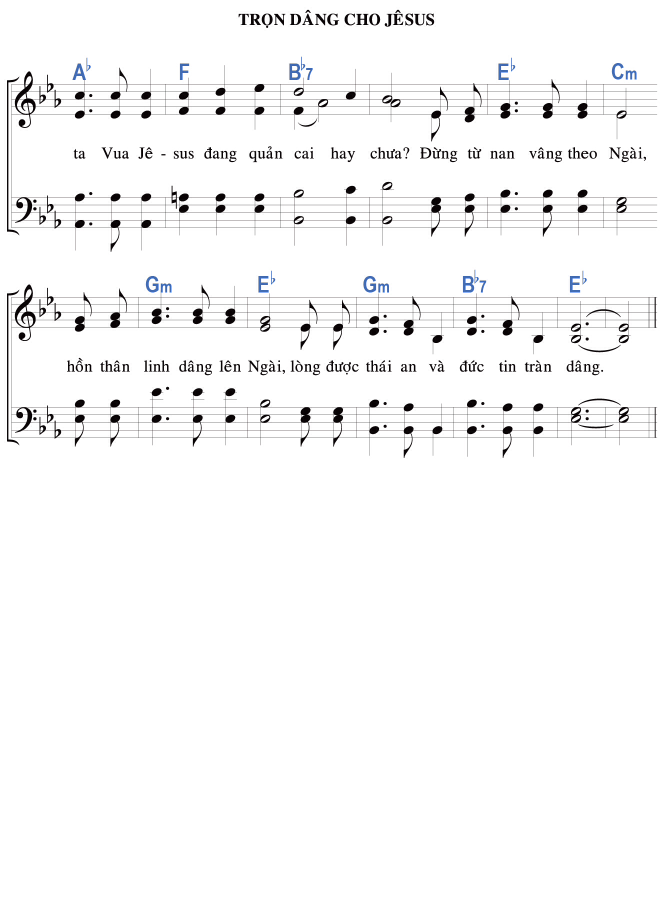 TRỌN DÂNG CHO JÊSUS
A♭ F B♭7 E♭ Cm
ta Vua Jê - sus đang quản cai hay chưa? Đừng từ nan vâng theo Ngài,
Gm E♭ Gm B♭7 E♭
hồn thân linh dâng lên Ngài, lòng được thái an và đức tin tràn dâng.